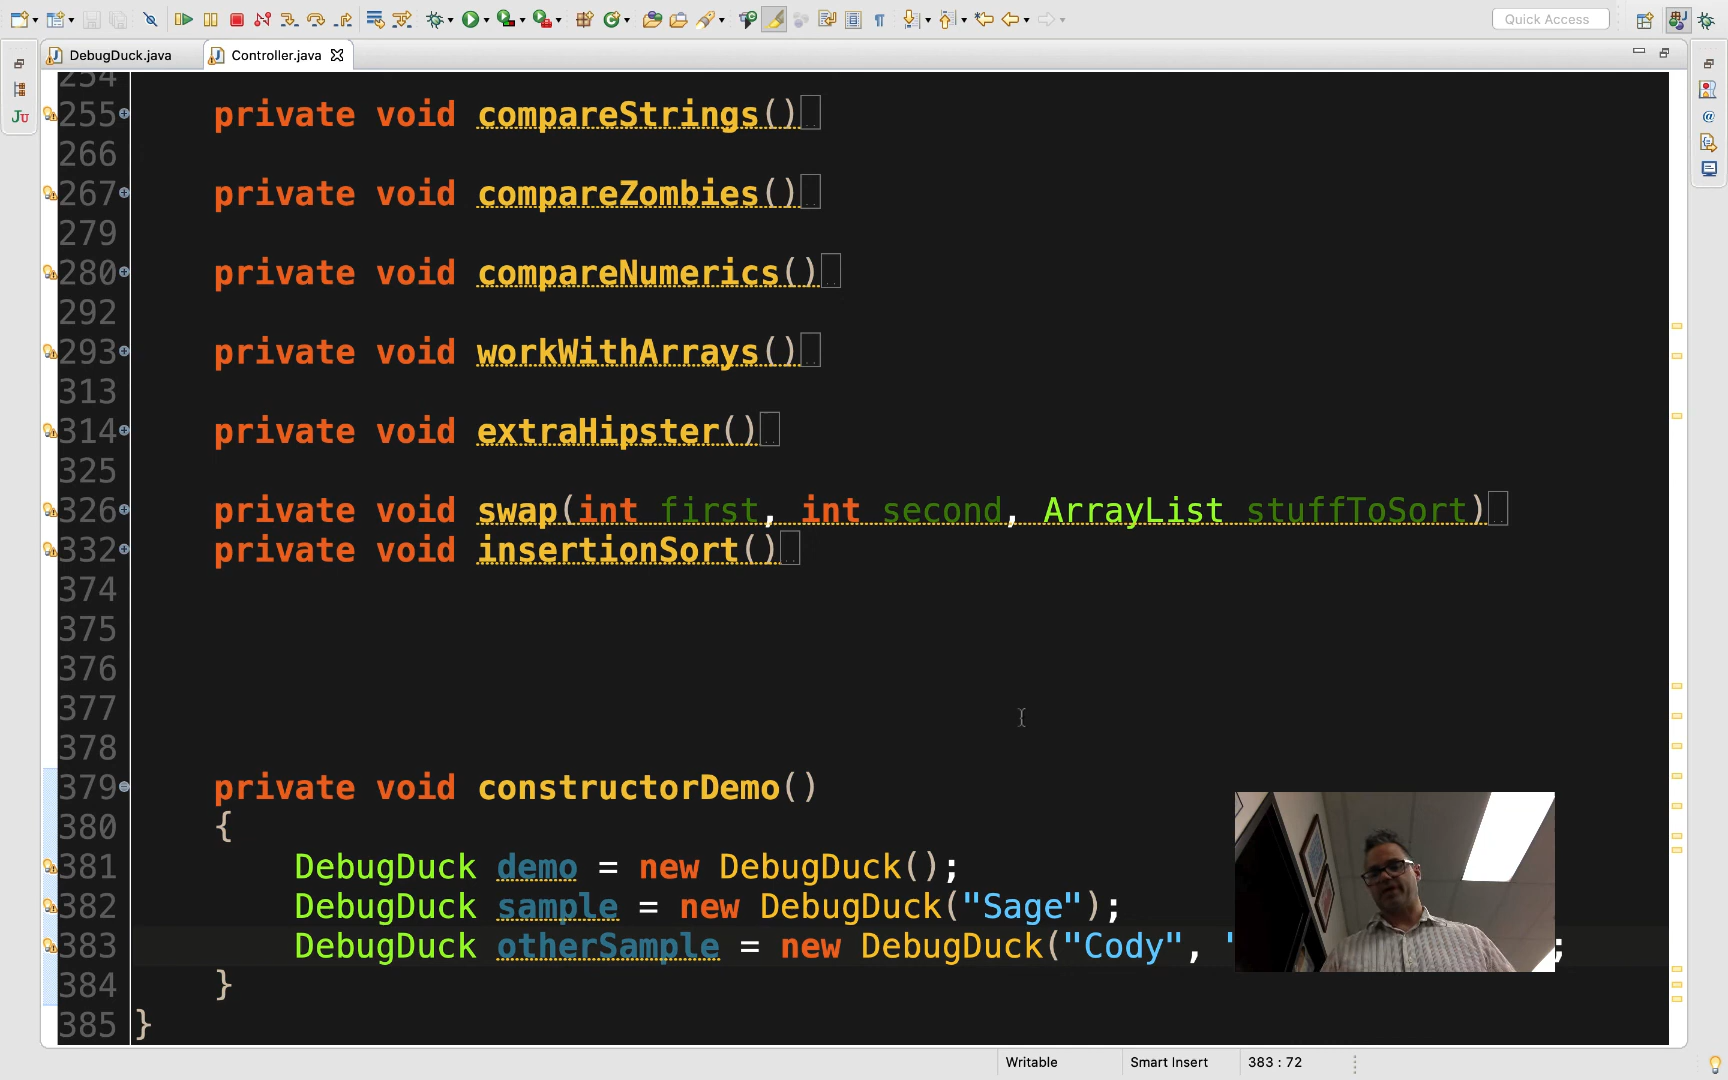 Quick Access
DebugDuck.java
Controller.java
254
255 private void compareStrings()
266
267 private void compareZombies()
279
280 private void compareNumerics()
292
293 private void workWithArrays()
313
314 private void extraHipster()
325
326 private void swap(int first, int second, ArrayList stuffToSort)
332 private void insertionSort()
374
375
376
377
378
379 private void constructorDemo()
380 {
381 DebugDuck demo = new DebugDuck();
382 DebugDuck sample = new DebugDuck("Sage");
383 DebugDuck otherSample = new DebugDuck("Cody", " ;
384 }
385 }
Writable
Smart Insert
383 : 72